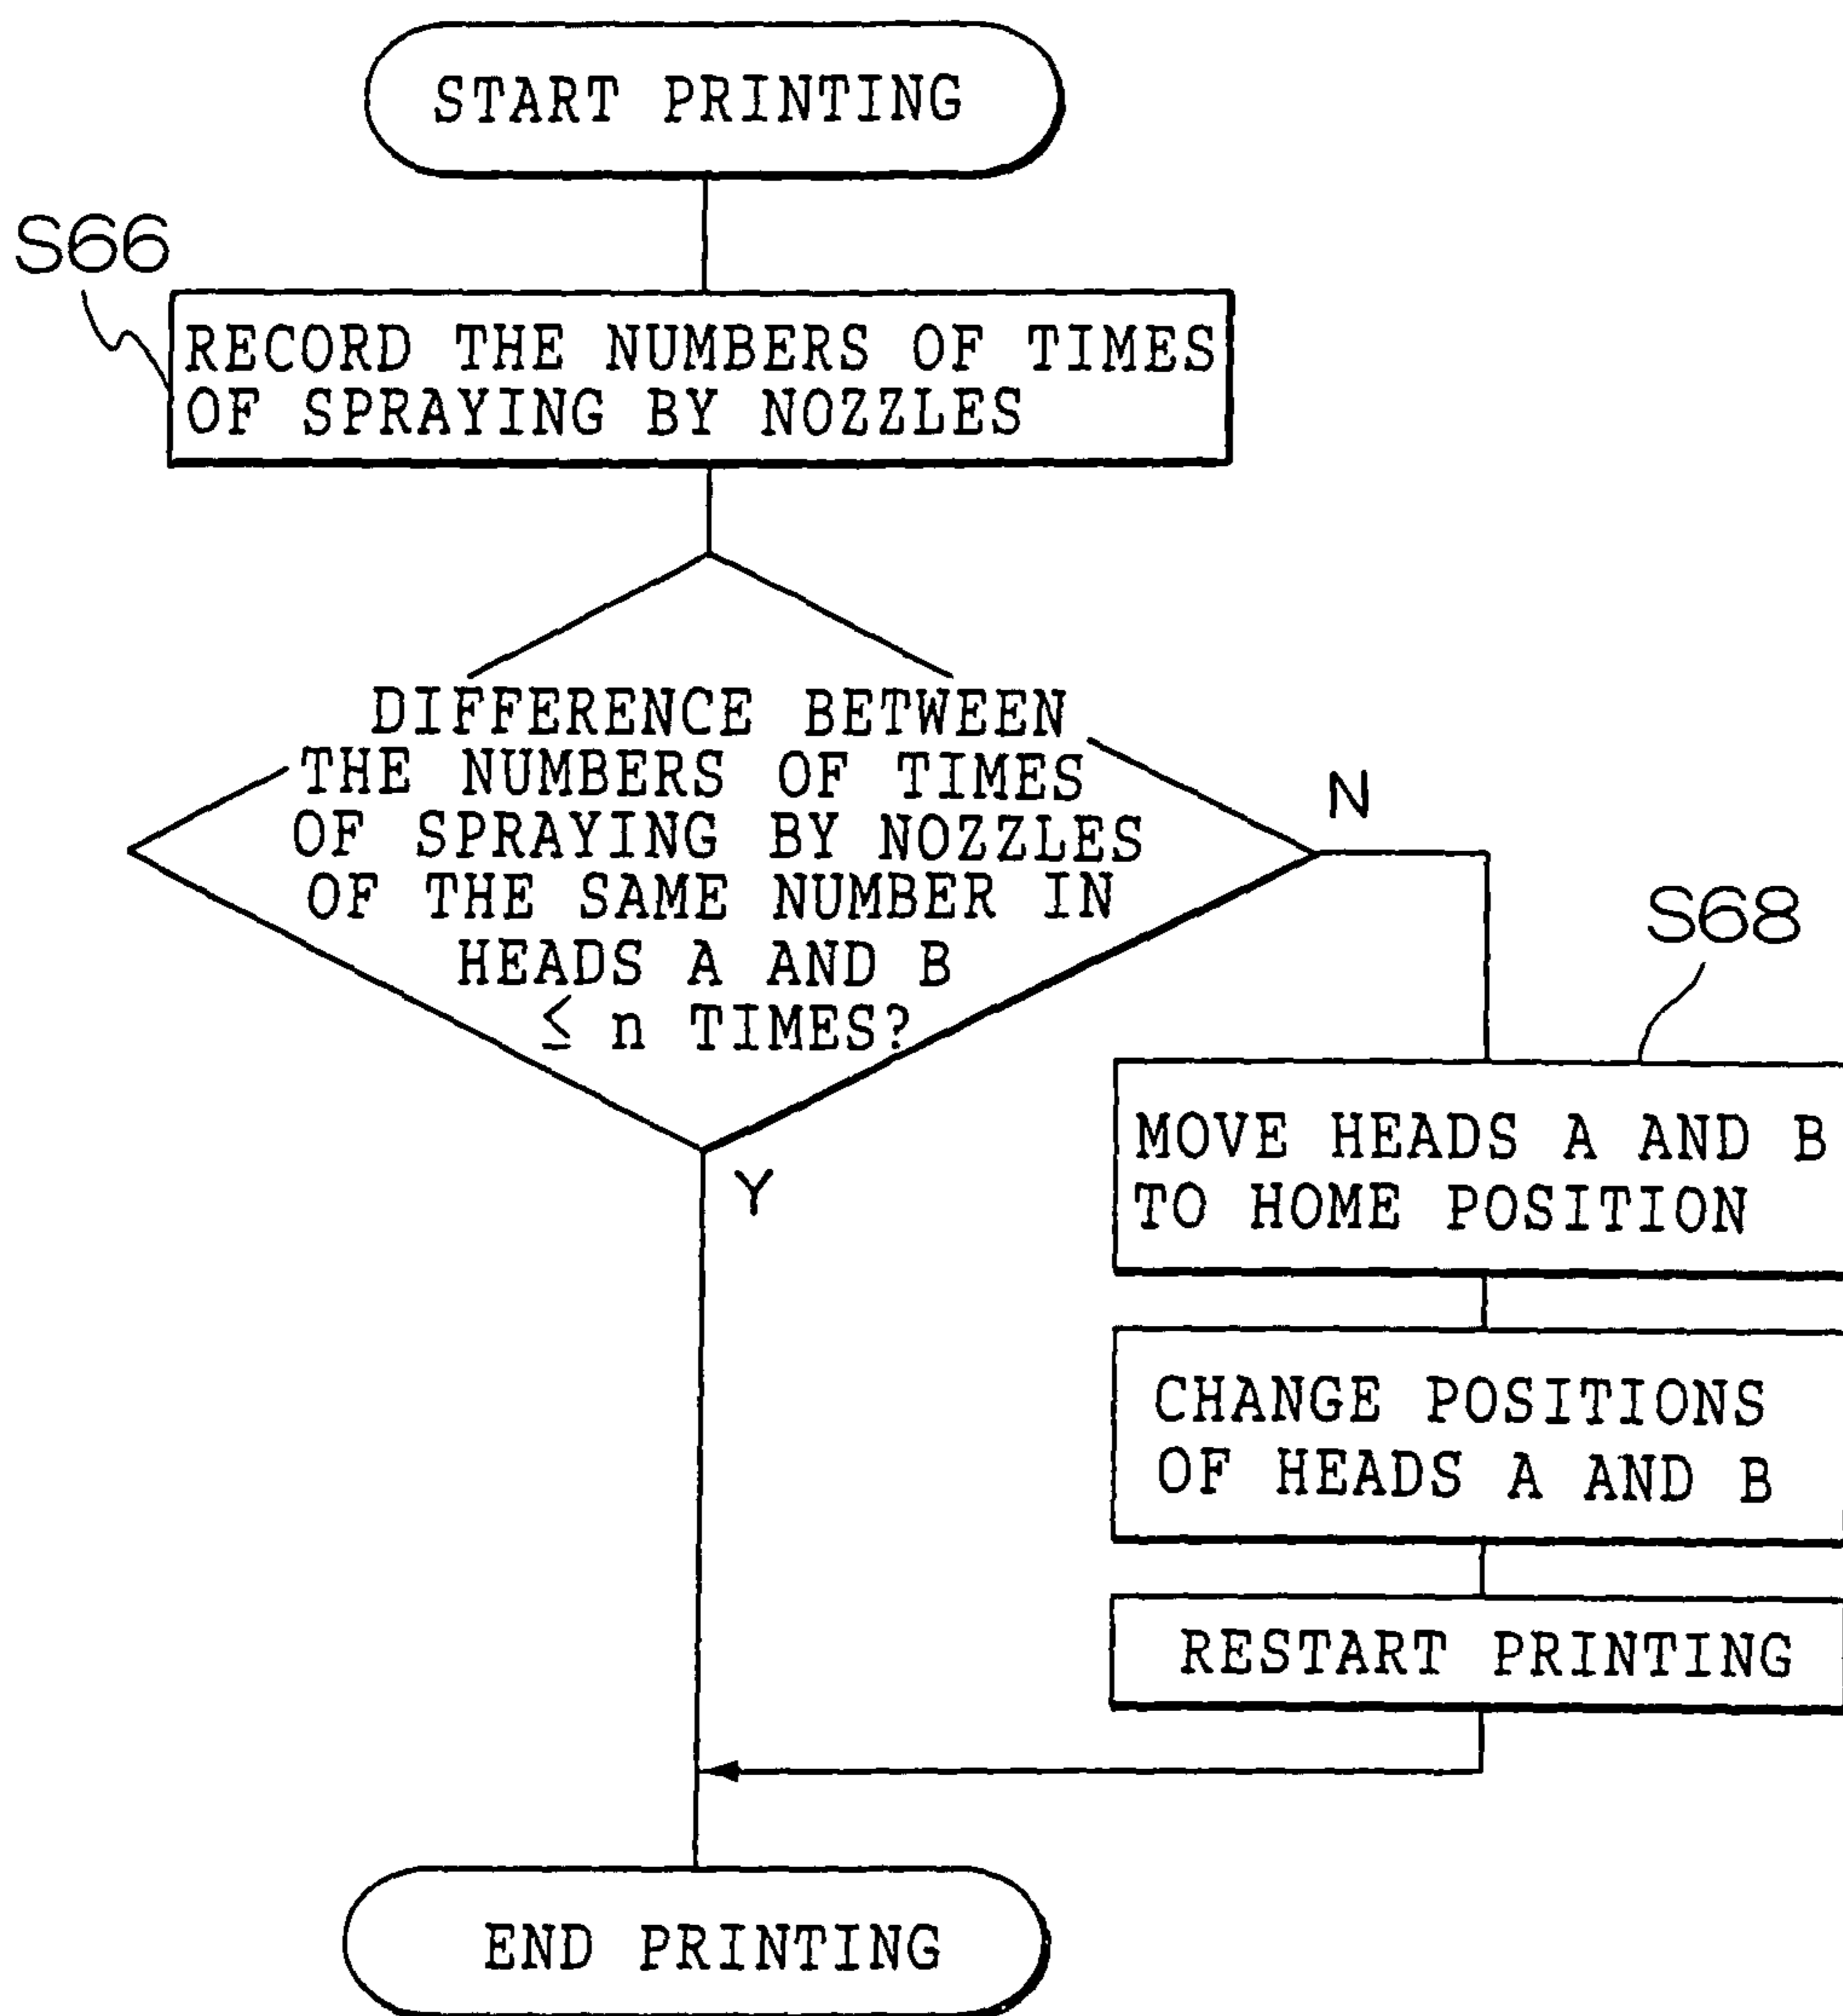 START PRINTING
S66
RECORD THE NUMBERS OF TIMES
OF SPRAYING BY NOZZLES
DIFFERENCE BETWEEN
THE NUMBERS OF TIMES
OF SPRAYING BY NOZZLES
OF THE SAME NUMBER IN
HEADS A AND B
≤ n TIMES?
N
S68
Y
MOVE HEADS A AND B
TO HOME POSITION
CHANGE POSITIONS
OF HEADS A AND B
RESTART PRINTING
END PRINTING